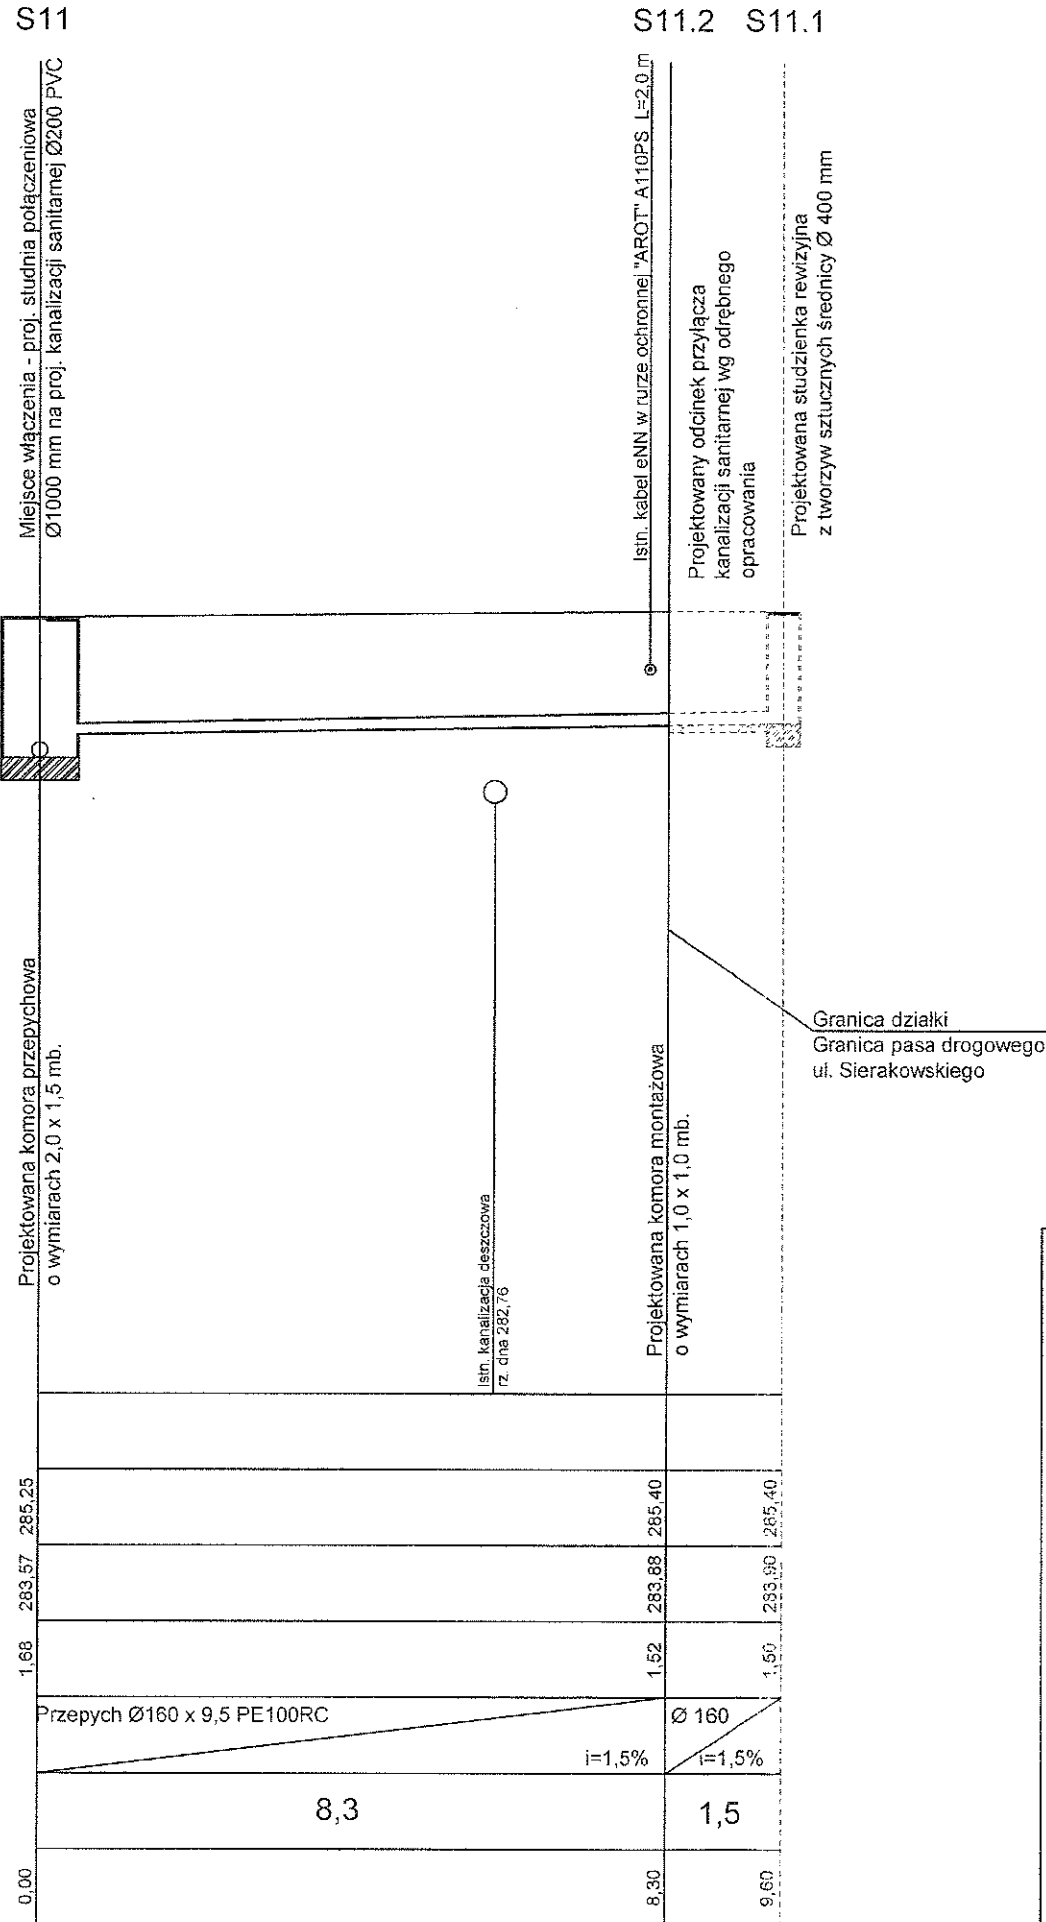 S11
S11.2
S11.1
Miejsce włączenia - proj. studnia połączeniowa
Ø1000 mm na proj. kanalizacji sanitarnej Ø200 PVC
Istn. kabel eNN w rurze ochronnej "AROT" A110PS L=2,0 m
Projektowany odcinek przyłącza
kanalizacji sanitarnej wg odrębnego
opracowania
Projektowana studzienka rewizyjna
z tworzyw sztucznych średnicy Ø 400 mm
Projektowana komora przepychowa
o wymiarach 2,0 x 1,5 mb.
Istn. kanalizacja deszczowa
rz. dna 282,76
Projektowana komora montażowa
o wymiarach 1,0 x 1,0 mb.
Granica działki
Granica pasa drogowego
ul. Sierakowskiego
285,25
285,40
285,40
283,57
283,88
283,90
1,68
1,52
1,50
Przepych Ø160 x 9,5 PE100RC
i=1,5%
Ø 160
i=1,5%
8,3
1,5
0,00
8,30
9,60